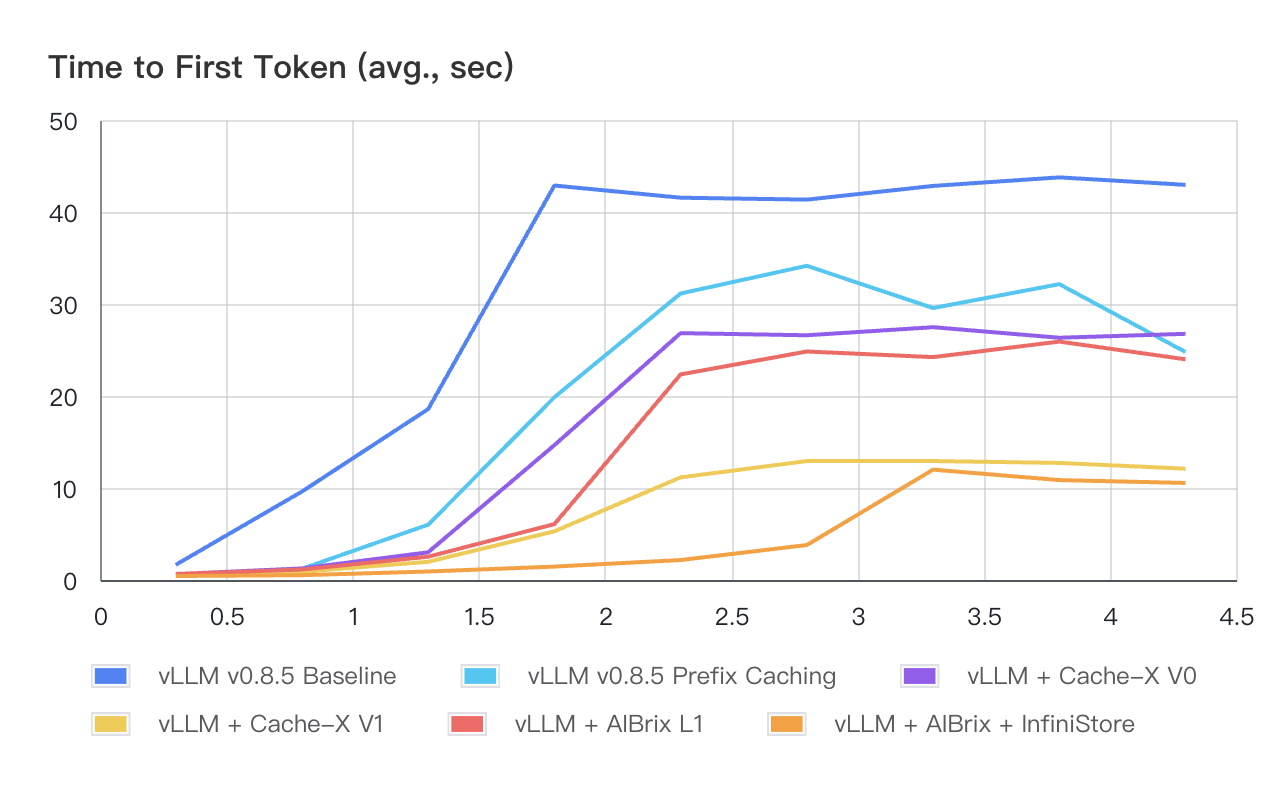 Time to First Token (avg., sec)
50
40
30
20
10
0
0 0.5 1 1.5 2 2.5 3 3.5 4 4.5
vLLM v0.8.5 Baseline vLLM v0.8.5 Prefix Caching vLLM + Cache-X V0
vLLM + Cache-X V1 vLLM + AIBrix L1 vLLM + AIBrix + InfiniStore